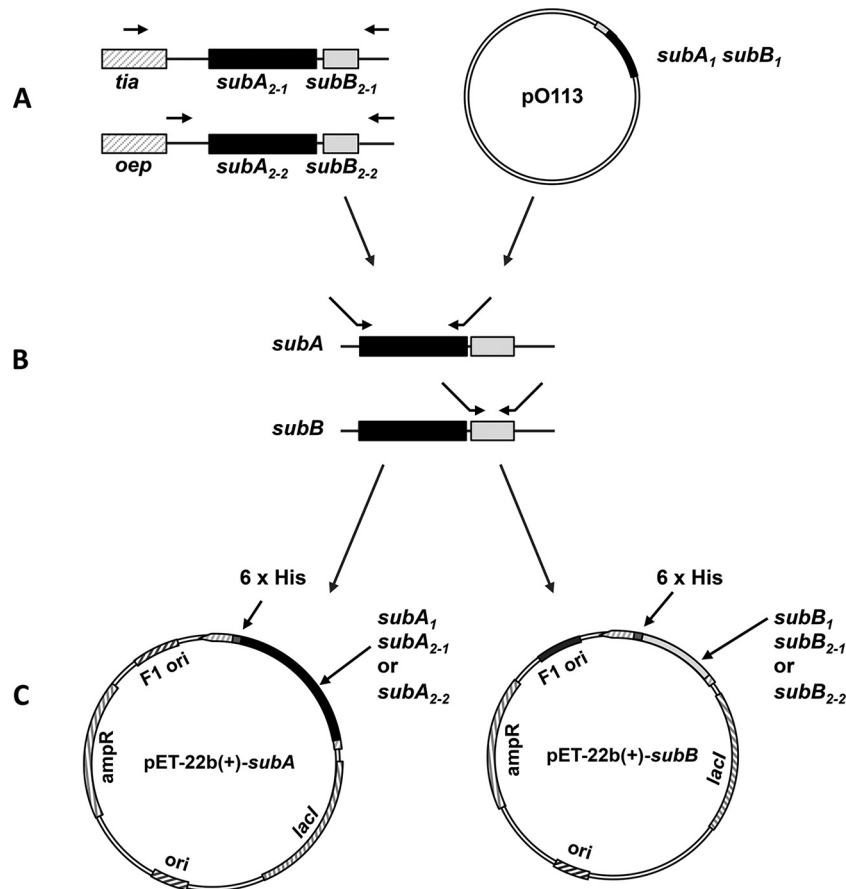 A
tia
subA2-1
subB2-1
oep
subA2-2
subB2-2
pO113
subA1 subB1
B
subA
subB
C
6 x His
subA1
subA2-1
or
subA2-2
F1 ori
ampR
pET-22b(+)-subA
lacI
ori
6 x His
subB1
subB2-1
or
subB2-2
F1 ori
ampR
pET-22b(+)-subB
lacI
ori